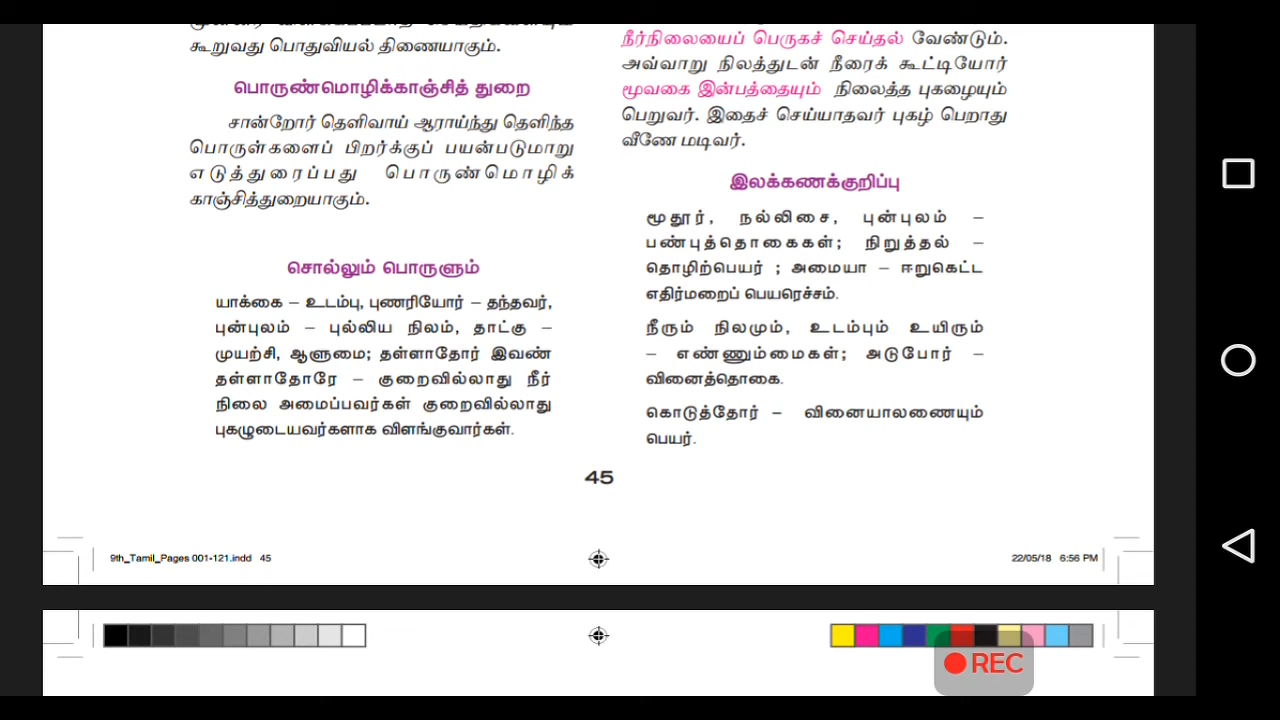 கூறுவது பொதுவியல் திணையாகும்.
பொருண்மொழிக்காஞ்சித் துறை
சான்றோர் தெளிவாய் ஆராய்ந்து தெளிந்த
பொருள்களைப் பிறர்க்குப் பயன்படுமாறு
எடுத்துரைப்பது பொருண்மொழிக்
காஞ்சித்துறையாகும்.
சொல்லும் பொருளும்
யாக்கை – உடம்பு, புணரியோர் – தந்தவர்,
புன்புலம் – புல்லிய நிலம், தாட்கு –
முயற்சி, ஆளுமை; தள்ளாதோர் இவண்
தள்ளாதோரே – குறைவில்லாது நீர்
நிலை அமைப்பவர்கள் குறைவில்லாது
புகழுடையவர்களாக விளங்குவார்கள்.
நீர்நிலையைப் பெருகச் செய்தல் வேண்டும்.
அவ்வாறு நிலத்துடன் நீரைக் கூட்டியோர்
மூவகை இன்பத்தையும் நிலைத்த புகழையும்
பெறுவர். இதைச் செய்யாதவர் புகழ் பெறாது
வீணே மடிவர்.
இலக்கணக்குறிப்பு
மூதூர், நல்லிசை, புன்புலம் –
பண்புத்தொகைகள்; நிறுத்தல் –
தொழிற்பெயர் ; அமையா – ஈறுகெட்ட
எதிர்மறைப் பெயரெச்சம்.
நீரும் நிலமும், உடம்பும் உயிரும்
– எண்ணும்மைகள்; அடுபோர் –
வினைத்தொகை.
கொடுத்தோர் – வினையாலணையும்
பெயர்.
45
9th_Tamil_Pages 001-121.indd 45
22/05/18 6:56 PM
REC